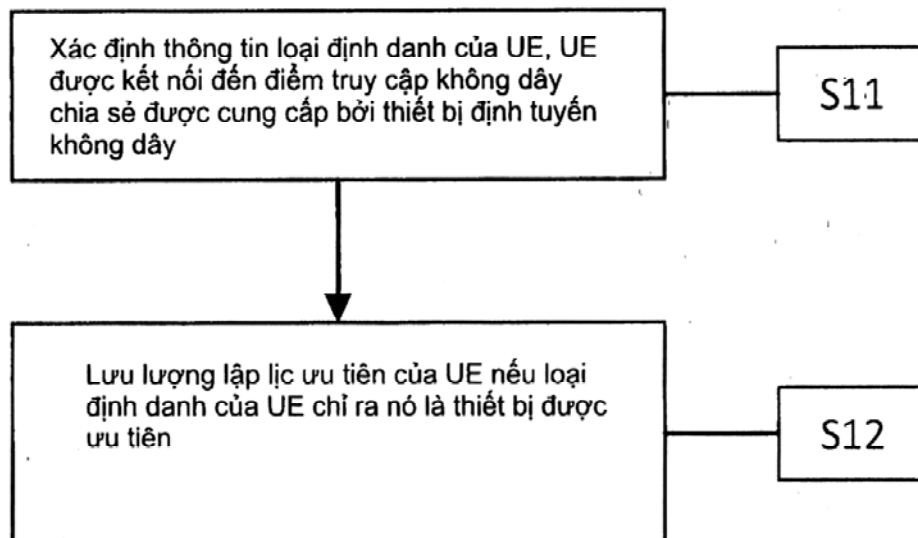 Xác định thông tin loại định danh của UE, UE
được kết nối đến điểm truy cập không dây
chia sẻ được cung cấp bởi thiết bị định tuyến
không dây
S11
Lưu lượng lập lịc ưu tiên của UE nếu loại
định danh của UE chỉ ra nó là thiết bị được
ưu tiên
S12